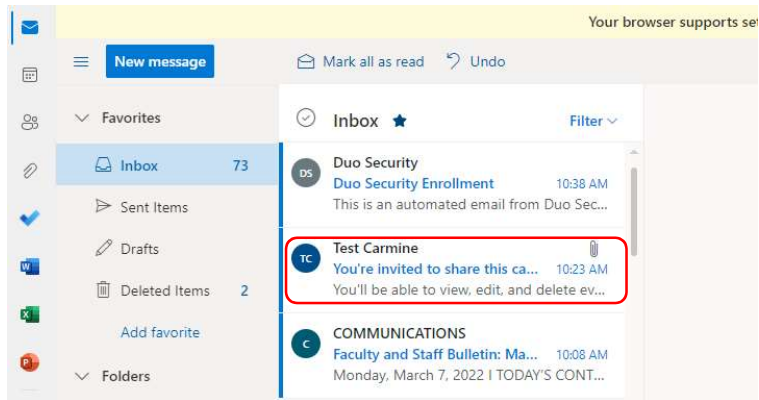 Your browser supports set
New message
Mark all as read
Undo
Favorites
Inbox 73
Sent Items
Drafts
Deleted Items 2
Add favorite
Folders
Inbox
Filter
DS
Duo Security
Duo Security Enrollment 10:38 AM
This is an automated email from Duo Sec...
TC
Test Carmine
You're invited to share this ca... 10:23 AM
You'll be able to view, edit, and delete ev...
C
COMMUNICATIONS
Faculty and Staff Bulletin: Ma... 10:08 AM
Monday, March 7, 2022 I TODAY'S CONT...
W
X
P